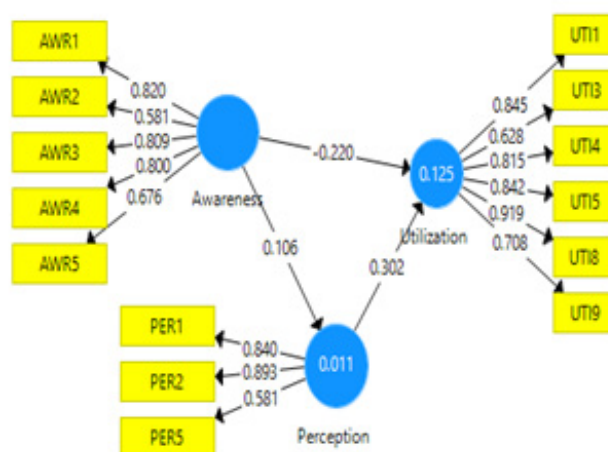 AWR1
AWR2
AWR3
AWR4
AWR5
0.820
0.581
0.809
0.800
0.676
Awareness
-0.220
0.106
0.302
PER1
PER2
PER5
0.840
0.893
0.581
0.011
Perception
0.125
Utilization
0.845
0.628
0.815
0.842
0.919
0.708
UTI1
UTI3
UTI4
UTI5
UTI8
UTI9